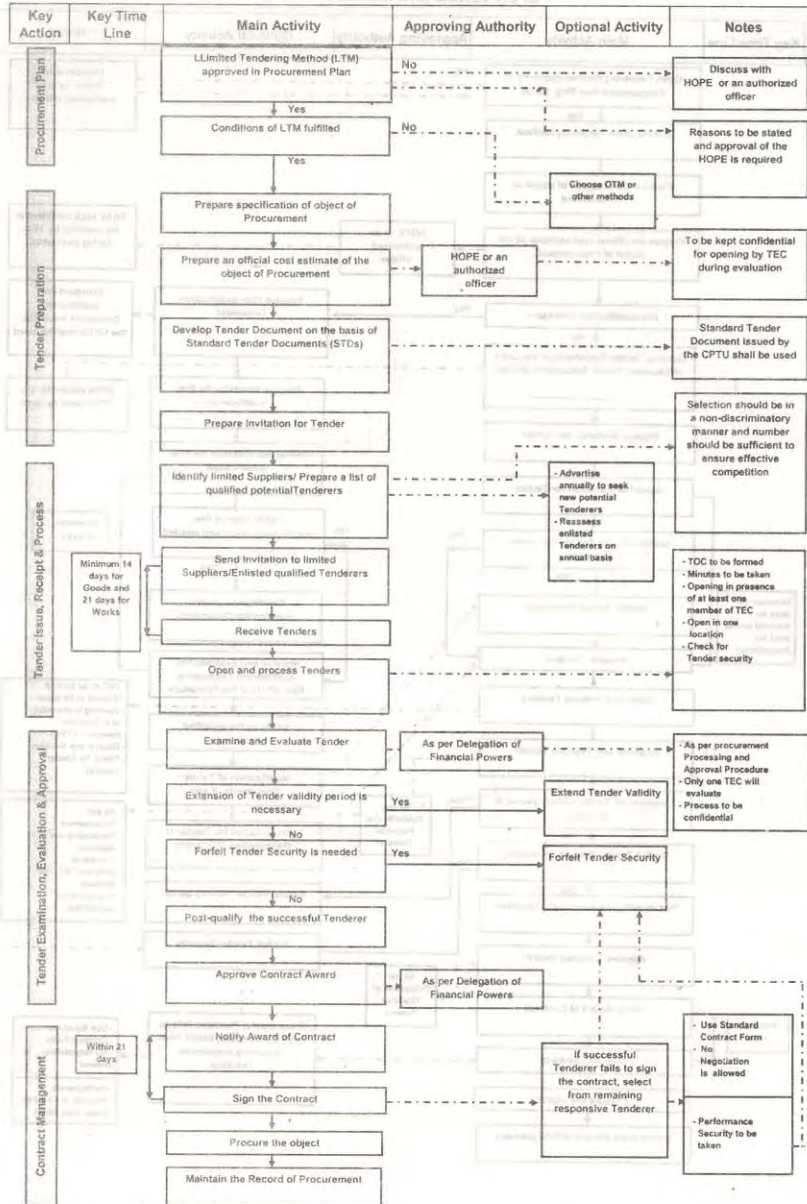 Key Action
Key Time Line
Main Activity
Approving Authority
Optional Activity
Notes
Procurement Plan
LLimited Tendering Method (LTM)
approved in Procurement Plan
No
Discuss with
HOPE or an authorized
officer
Yes
Conditions of LTM fulfilled
No
Reasons to be stated
and approval of the
HOPE is required
Yes
Choose OTM or
other methods
Tender Preparation
Prepare specification of object of
Procurement
Prepare an official cost estimate of the
object of Procurement
HOPE or an
authorized
officer
To be kept confidential
for opening by TEC
during evaluation
Develop Tender Document on the basis of
Standard Tender Documents (STDs)
Standard Tender
Document issued by
the CPTU shall be used
Prepare Invitation for Tender
Selection should be in
a non-discriminatory
manner and number
should be sufficient to
ensure effective
competition
Tander Issue, Receipt & Process
Identify limited Suppliers/ Prepare a list of
qualified potentialTenderers
- Advertise
annually to seek
new potential
Tenderers
- Reassess
enlisted
Tenderers on
annual basis
Minimum 14
days for
Goods and
21 days for
Works
Send Invitation to limited
Suppliers/Enlisted qualified Tenderars
Receive Tenders
Open and process Tenders
- TOC to be formed
- Minutes to be taken
- Opening in presence
of at least one
member of TEC
- Open in one
location
- Check for
Tender security
Tender Examination, Evaluation & Approval
Examine and Evaluate Tender
As per Delegation of
Financial Powers
- As per procurement
Processing and
Approval Procedure
- Only one TEC will
evaluate
- Process to be
confidential
Extension of Tender validity period is
necessary
Yes
Extend Tender Validity
No
Forfeit Tender Security is needed
Yes
Forfeit Tender Security
No
Post-qualify the successful Tenderer
Approve Contract Award
As per Delegation of
Financial Powers
Contract Management
Within 21
days
Notify Award of Contract
Sign the Contract
If successful
Tenderer fails to sign
the contract, select
from remaining
responsive Tenderer
- Use Standard
Contract Form
- No
Negotiation
is allowed
- Performance
Security to be
taken
Procure the object
Maintain the Record of Procurement